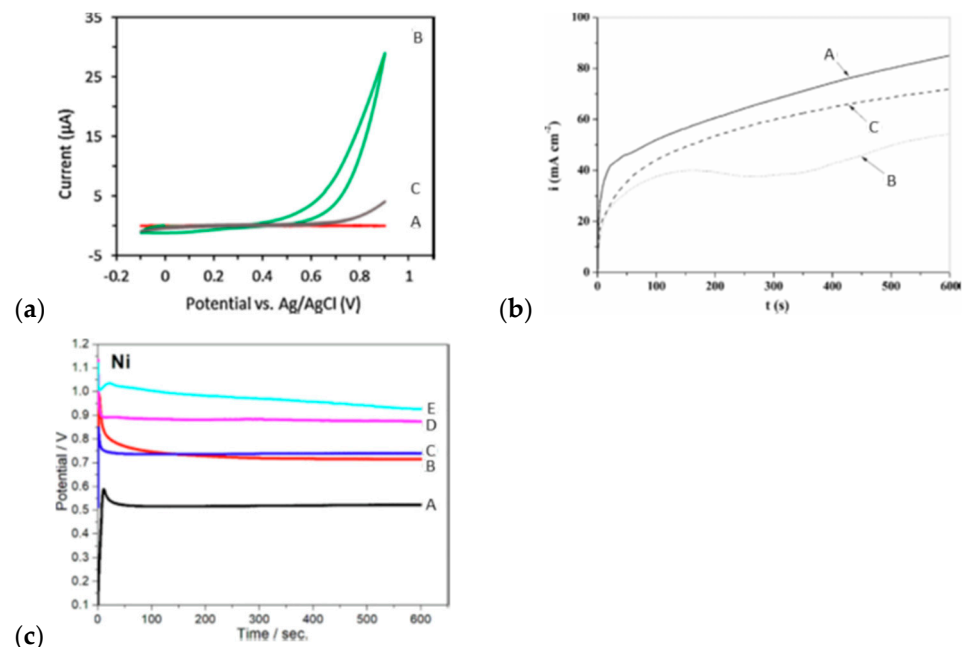 35
25
15
5
-5
Current (µA)
B
C
A
-0.2 0 0.2 0.4 0.6 0.8 1
Potential vs. Ag/AgCl (V)
(a)
100
80
60
40
20
0
i (mA cm⁻²)
A
C
B
0 100 200 300 400 500 6000
t (s)
(b)
Ni
1.2
1.1
1.0
0.9
0.8
0.7
0.6
0.5
0.4
0.3
0.2
0.1
Potential / V
E
D
C
B
A
0 100 200 300 400 500 600
Time / sec.
(c)